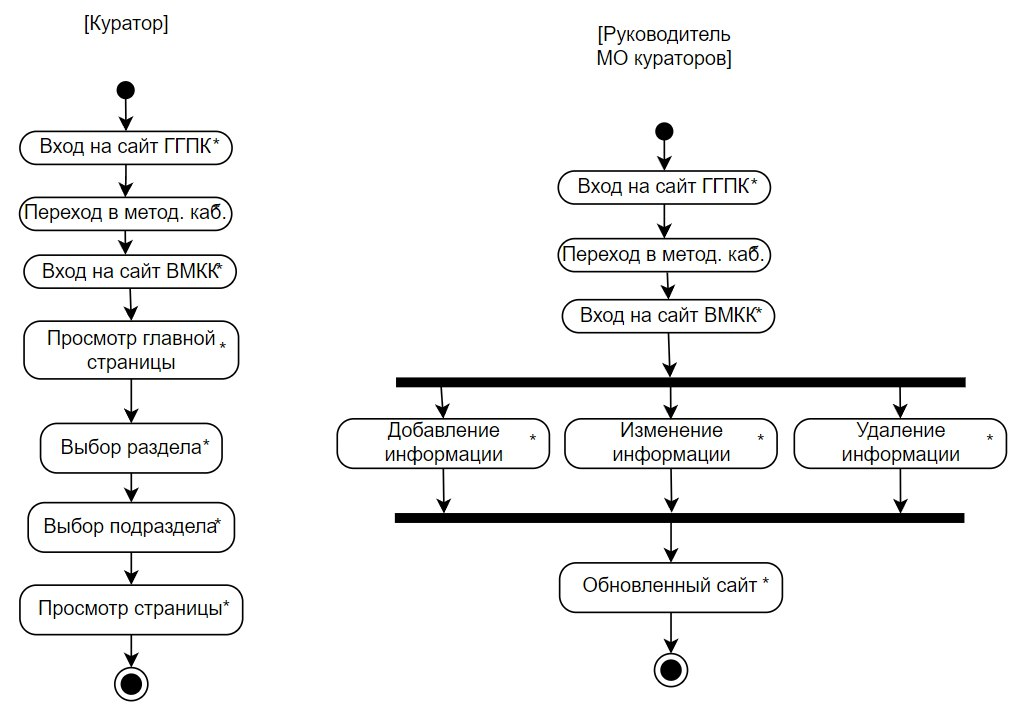 [Куратор]
Вход на сайт ГГПК*
Переход в метод. каб.*
Вход на сайт ВМКК*
Просмотр главной
страницы *
Выбор раздела*
Выбор подраздела*
Просмотр страницы*
[Руководитель
МО кураторов]
Вход на сайт ГГПК*
Переход в метод. каб.*
Вход на сайт ВМКК*
Добавление
информации *
Изменение
информации *
Удаление
информации *
Обновленный сайт *